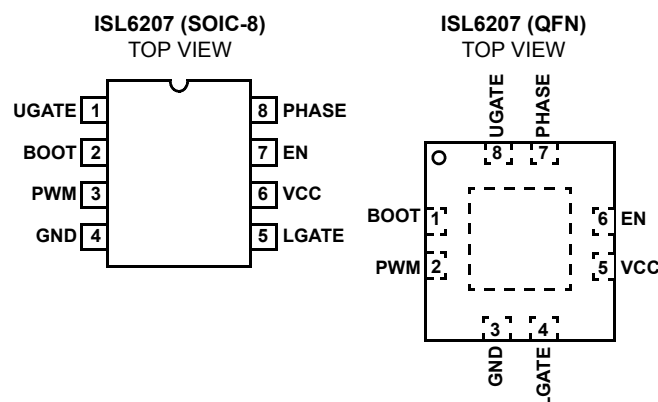 ISL6207 (SOIC-8)
TOP VIEW
UGATE 1
BOOT 2
PWM 3
GND 4
8 PHASE
7 EN
6 VCC
5 LGATE
ISL6207 (QFN)
TOP VIEW
UGATE
PHASE
8
7
BOOT 1
PWM 2
6 EN
5 VCC
3
4
GND
LGATE